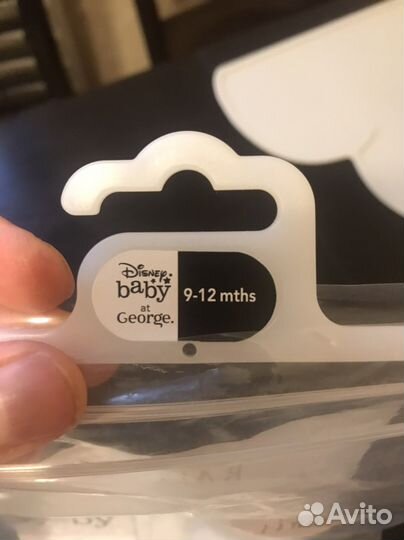 Disney
baby
at
George.
9-12 mths
Avito